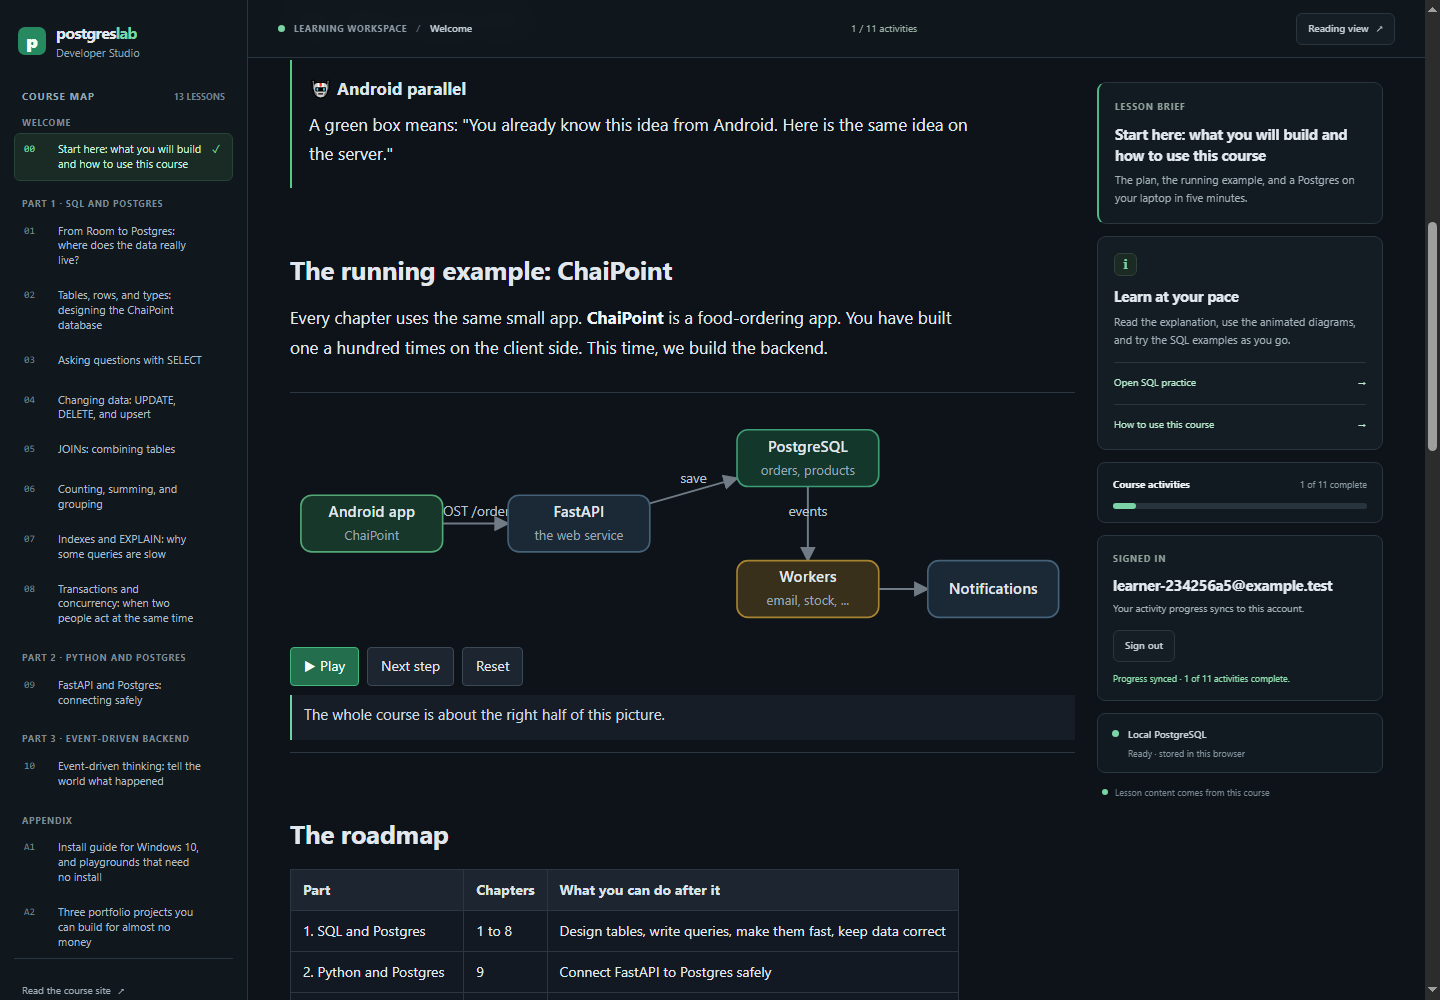 postgreslab
Developer Studio
COURSE MAP
13 LESSONS
WELCOME
00
Start here: what you will build
and how to use this course
PART 1 · SQL AND POSTGRES
01
From Room to Postgres:
where does the data really
live?
02
Tables, rows, and types:
designing the ChaiPoint
database
03
Asking questions with SELECT
04
Changing data: UPDATE,
DELETE, and upsert
05
JOINs: combining tables
06
Counting, summing, and
grouping
07
Indexes and EXPLAIN: why
some queries are slow
08
Transactions and
concurrency: when two
people act at the same time
PART 2 · PYTHON AND POSTGRES
09
FastAPI and Postgres:
connecting safely
PART 3 · EVENT-DRIVEN BACKEND
10
Event-driven thinking: tell the
world what happened
APPENDIX
A1
Install guide for Windows 10,
and playgrounds that need
no install
A2
Three portfolio projects you
can build for almost no
money
Read the course site ↗
LEARNING WORKSPACE / Welcome
1 / 11 activities
Reading view ↗
Android parallel
A green box means: "You already know this idea from Android. Here is the same idea on
the server."
The running example: ChaiPoint
Every chapter uses the same small app. ChaiPoint is a food-ordering app. You have built
one a hundred times on the client side. This time, we build the backend.
Android app
ChaiPoint
OST /order
FastAPI
the web service
save
PostgreSQL
orders, products
events
Workers
email, stock, ...
Notifications
▶ Play
Next step
Reset
The whole course is about the right half of this picture.
The roadmap
Part
Chapters
What you can do after it
1. SQL and Postgres
1 to 8
Design tables, write queries, make them fast, keep data correct
2. Python and Postgres
9
Connect FastAPI to Postgres safely
LESSON BRIEF
Start here: what you will build and
how to use this course
The plan, the running example, and a Postgres on
your laptop in five minutes.
i
Learn at your pace
Read the explanation, use the animated diagrams,
and try the SQL examples as you go.
Open SQL practice →
How to use this course →
Course activities
1 of 11 complete
SIGNED IN
learner-234256a5@example.test
Your activity progress syncs to this account.
Sign out
Progress synced · 1 of 11 activities complete.
Local PostgreSQL
Ready · stored in this browser
Lesson content comes from this course